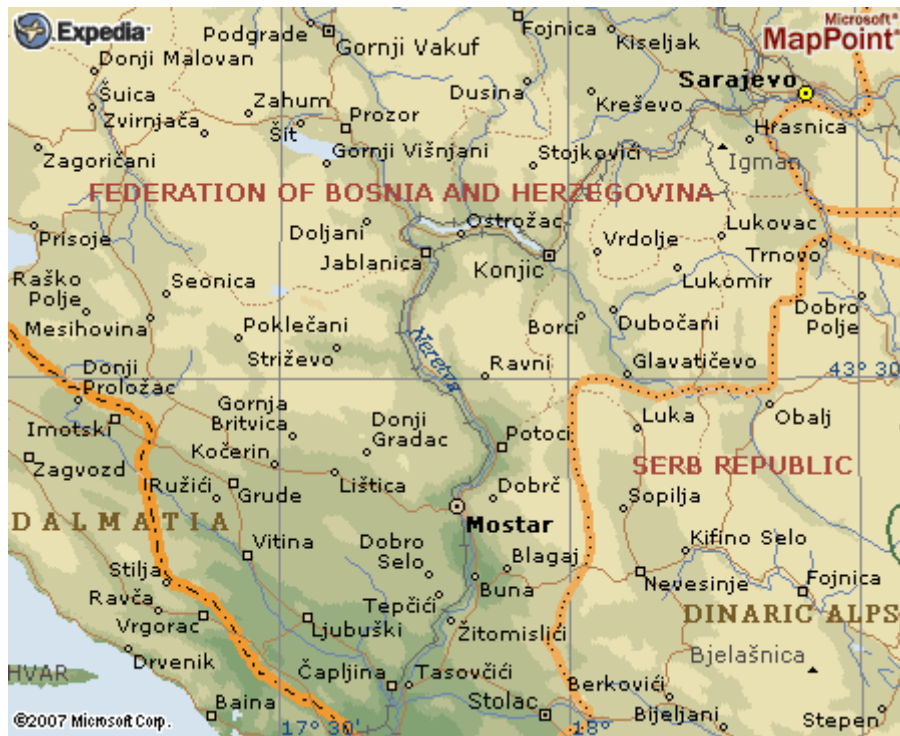 Expedia®
Microsoft®
MapPoint®
Podgrade
Gornji Vakuf
Fojnica
Kiseljak
Donji Malovan
Sarajevo
Dusina
Šuica
Zahum
Kreševo
Zvirnjača
Šit
Prozor
Hrasnica
Zagoričani
Gornji Višnjani
Stojkovići
Igman
FEDERATION OF BOSNIA AND HERZEGOVINA
Prisoje
Doljani
Ostrožac
Lukovac
Vrdolje
Trnovo
Jablanica
Konjic
Raško
Polje
Seonica
Lukomir
Mesihovina
Poklečani
Borci
Dubočani
Dobro
Polje
Striževo
Neretva
Ravni
Glavatičevo
43° 30
Donji
Proložac
Imotski
Gornja
Britvica
Donji
Gradac
Luka
Obalj
Potoci
Kočerin
Zagvozd
SERB REPUBLIC
Ružići
Grude
Lištica
Dobrč
Sopilja
DALMATIA
Mostar
Vitina
Dobro
Selo
Blagaj
Kifino Selo
Stilja
Buna
Nevesinje
Fojnica
Ravča
Tepčići
Vrgorac
Ljubuški
Žitomislići
DINARIC ALPS
Drvenik
Bjelašnica
HVAR
Čapljina
Tasovčići
Berkovići
Baina
Stolac
Bijeljani
Stepen
©2007 Microsoft Corp.
17° 30'
18°